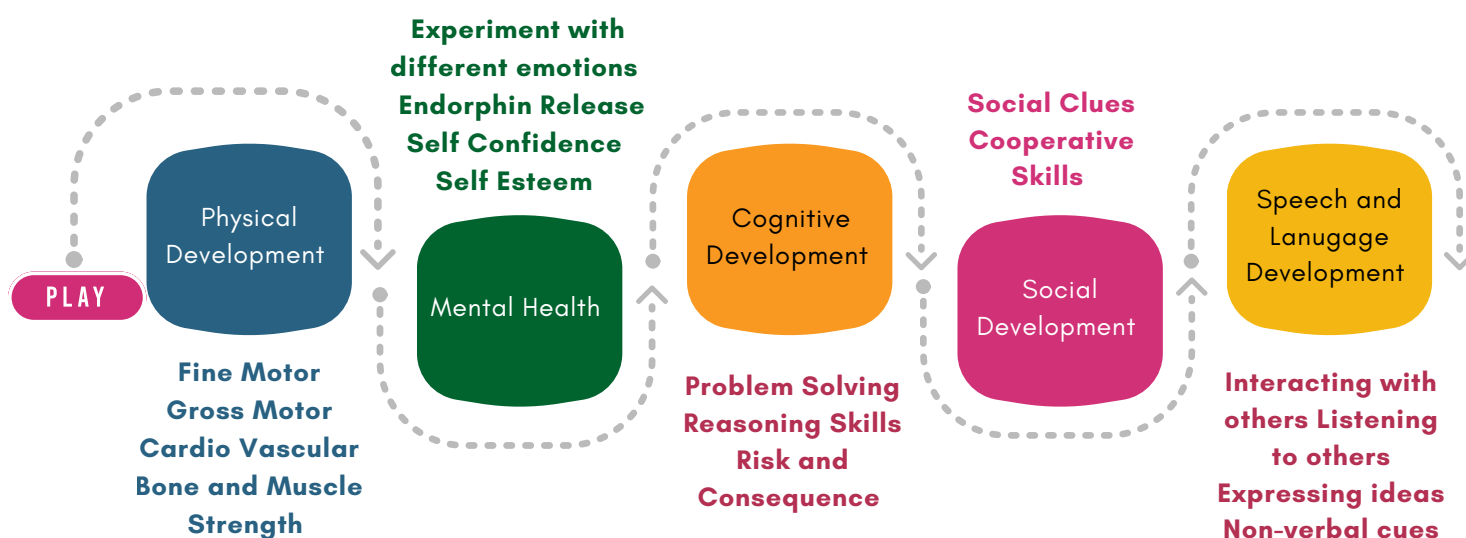 PLAY
Physical
Development
Fine Motor
Gross Motor
Cardio Vascular
Bone and Muscle
Strength
Experiment with
different emotions
Endorphin Release
Self Confidence
Self Esteem
Mental Health
Cognitive
Development
Problem Solving
Reasoning Skills
Risk and
Consequence
Social Clues
Cooperative
Skills
Social
Development
Speech and
Lanugage
Development
Interacting with
others Listening
to others
Expressing ideas
Non-verbal cues